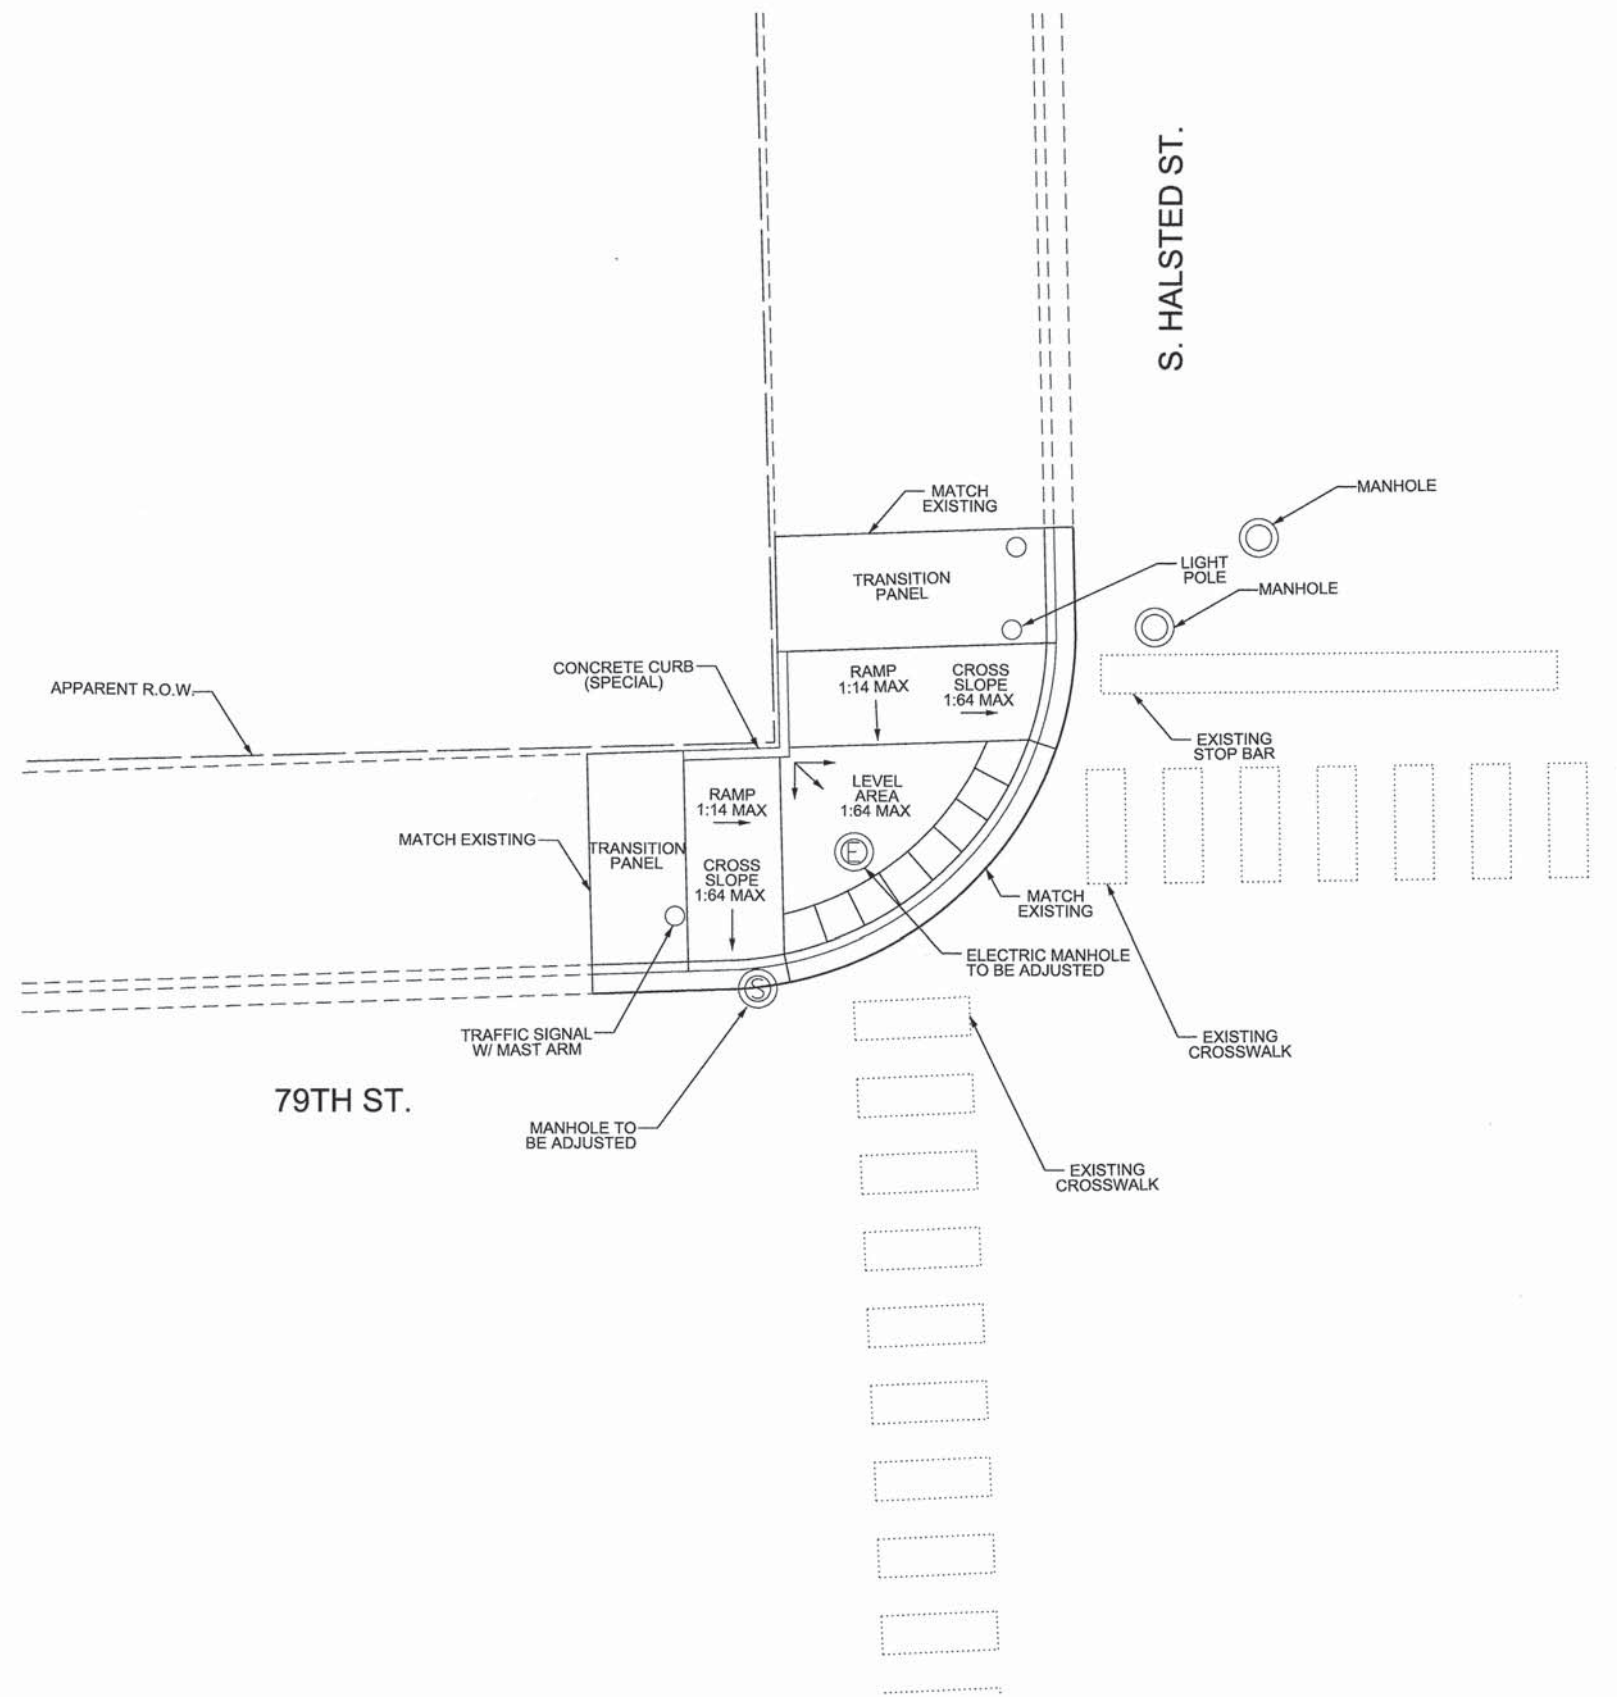 S. HALSTED ST.
MATCH
EXISTING
MANHOLE
TRANSITION
PANEL
LIGHT
POLE
MANHOLE
CONCRETE CURB
(SPECIAL)
RAMP
1:14 MAX
CROSS
SLOPE
1:64 MAX
APPARENT R.O.W.
EXISTING
STOP BAR
RAMP
1:14 MAX
LEVEL
AREA
1:64 MAX
MATCH EXISTING
TRANSITION
PANEL
E
CROSS
SLOPE
1:64 MAX
MATCH
EXISTING
ELECTRIC MANHOLE
TO BE ADJUSTED
S
TRAFFIC SIGNAL
W/ MAST ARM
EXISTING
CROSSWALK
79TH ST.
MANHOLE TO
BE ADJUSTED
EXISTING
CROSSWALK